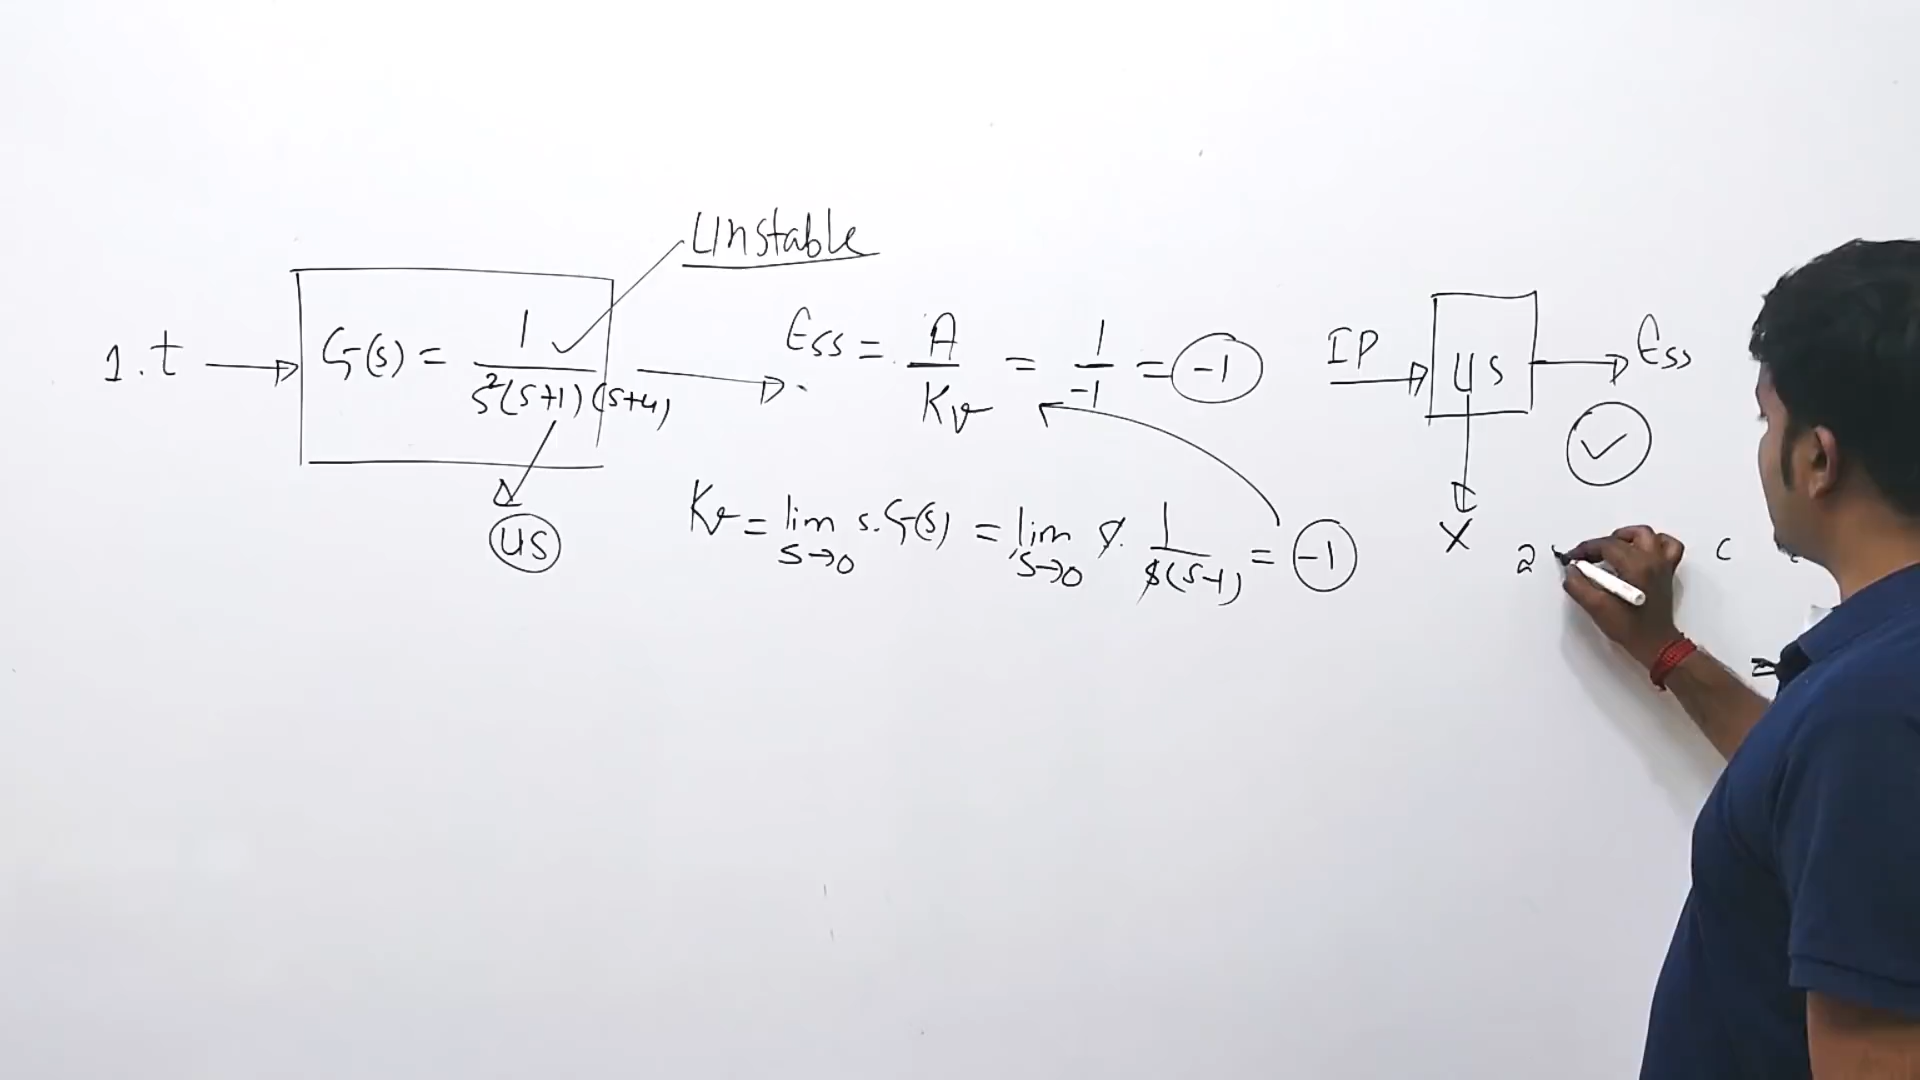 Unstable
1.t → G(s) = 1 / s²(s+1)(s+4) → Ess = A / Kv = 1 / -1 = -1
US
Kv = lim s→0 s.G(s) = lim s→0 s. 1 / s(s-1) = -1
IP → US → Ess
✓
X
2